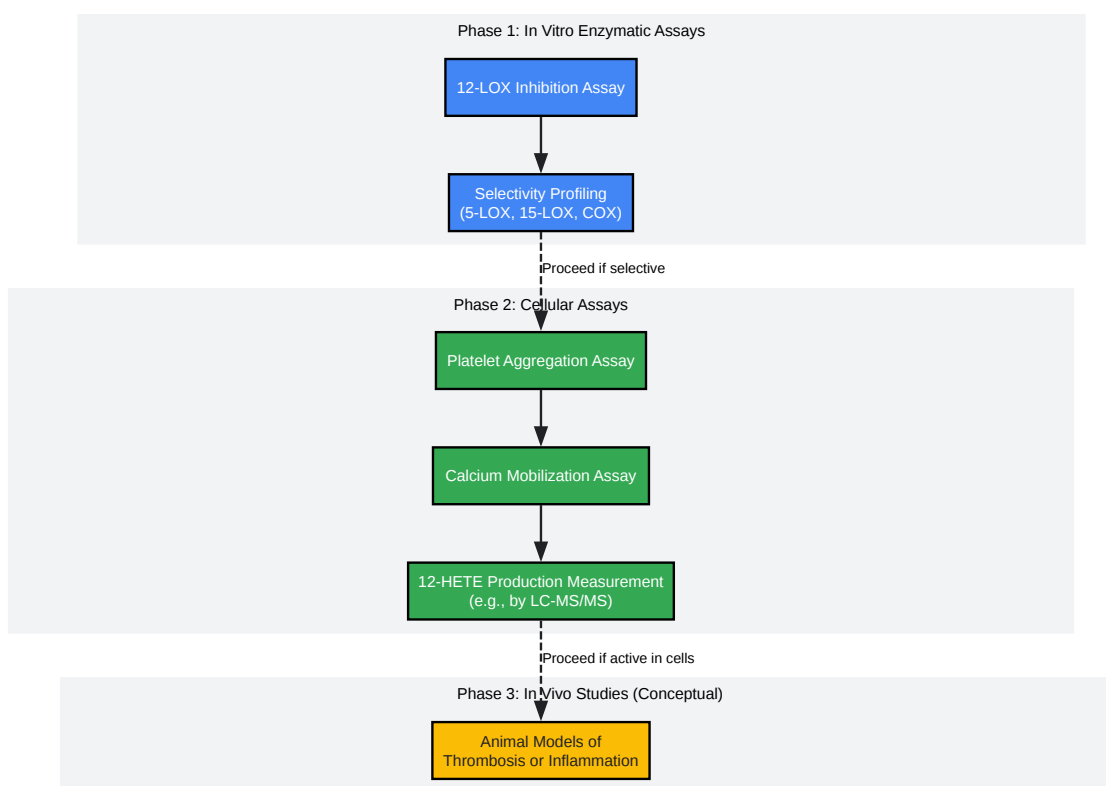 Phase 1: In Vitro Enzymatic Assays
12-LOX Inhibition Assay
Selectivity Profiling
(5-LOX, 15-LOX, COX)
Proceed if selective
Phase 2: Cellular Assays
Platelet Aggregation Assay
Calcium Mobilization Assay
12-HETE Production Measurement
(e.g., by LC-MS/MS)
Proceed if active in cells
Phase 3: In Vivo Studies (Conceptual)
Animal Models of
Thrombosis or Inflammation